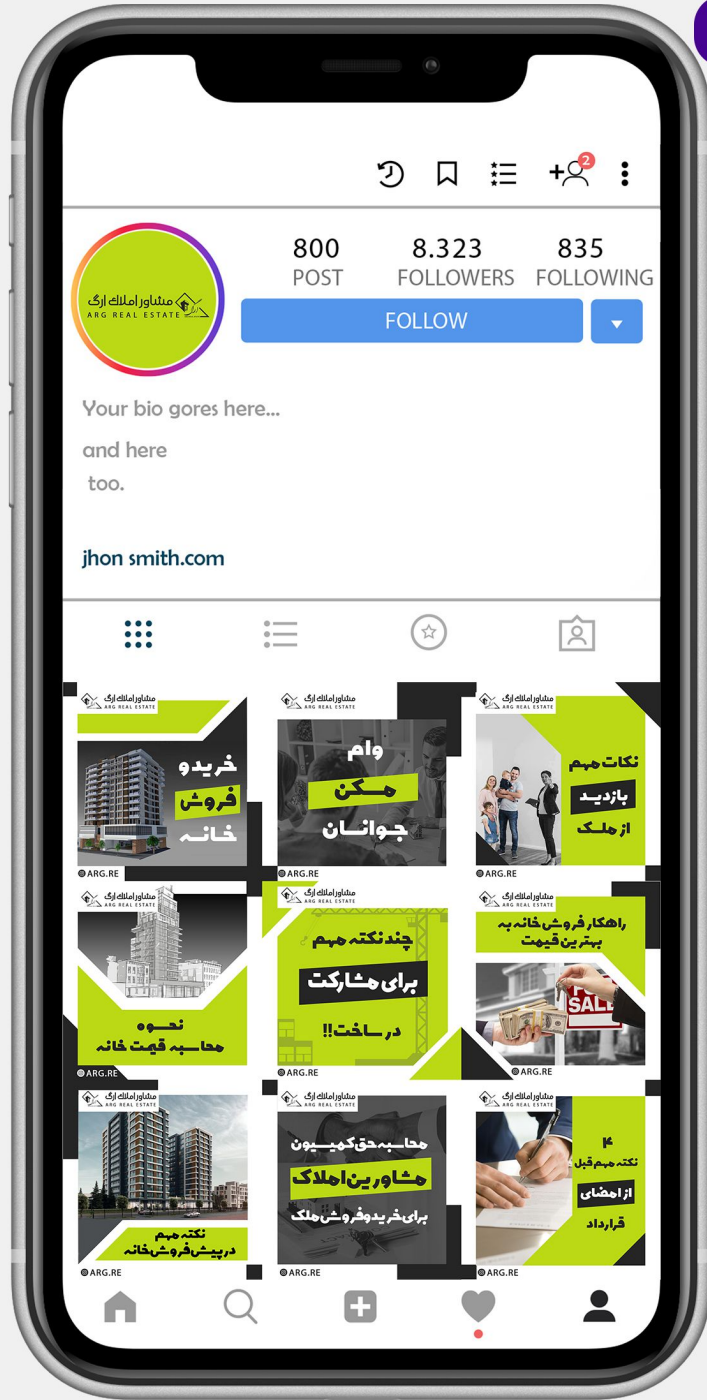 2
800
8.323
835
POST
FOLLOWERS
FOLLOWING
FOLLOW
مشاور املاک ارگ
ARG REAL ESTATE
Your bio gores here...
and here
too.
jhon smith.com
مشاور املاک ارگ
ARG REAL ESTATE
خرید و
فروش
خانه
ARG.RE
مشاور املاک ارگ
ARG REAL ESTATE
وام
مسکن
جوانان
ARG.RE
مشاور املاک ارگ
ARG REAL ESTATE
نکات مهم
بازدید
از ملک
ARG.RE
مشاور املاک ارگ
ARG REAL ESTATE
نحوه
محاسبه قیمت خانه
ARG.RE
مشاور املاک ارگ
ARG REAL ESTATE
چند نکته مهم
برای مشارکت
در ساخت!!
ARG.RE
مشاور املاک ارگ
ARG REAL ESTATE
راهکار فروش خانه به
بهترین قیمت
FOR
SALE
ARG.RE
مشاور املاک ارگ
ARG REAL ESTATE
نکته مهم
در پیش فروش خانه
ARG.RE
مشاور املاک ارگ
ARG REAL ESTATE
محاسبه حق کمیسیون
مشاورین املاک
برای خرید و فروش ملک
ARG.RE
مشاور املاک ارگ
ARG REAL ESTATE
۴
نکته مهم قبل
از امضای
قرارداد
ARG.RE